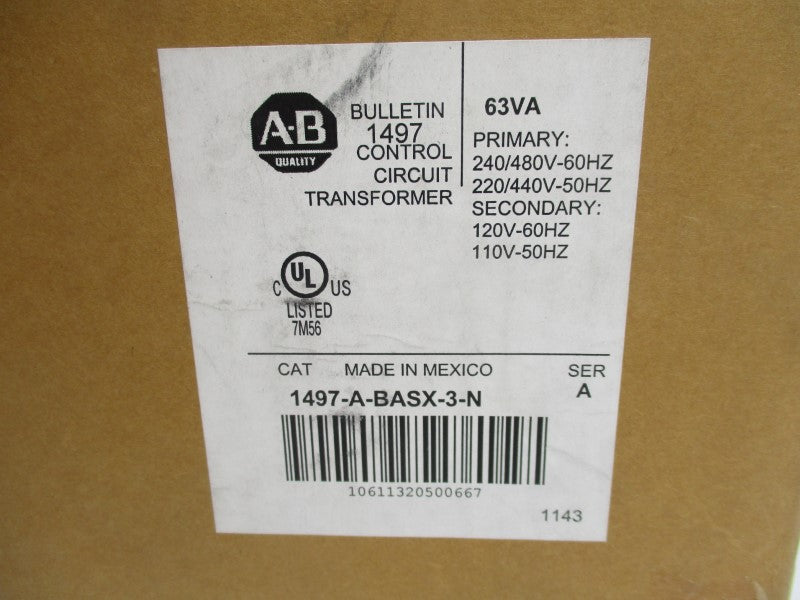 A-B
QUALITY
BULLETIN
1497
CONTROL
CIRCUIT
TRANSFORMER
63VA
PRIMARY:
240/480V-60HZ
220/440V-50HZ
SECONDARY:
120V-60HZ
110V-50HZ
C UL US
LISTED
7M56
CAT MADE IN MEXICO SER
1497-A-BASX-3-N A
10611320500667
1143